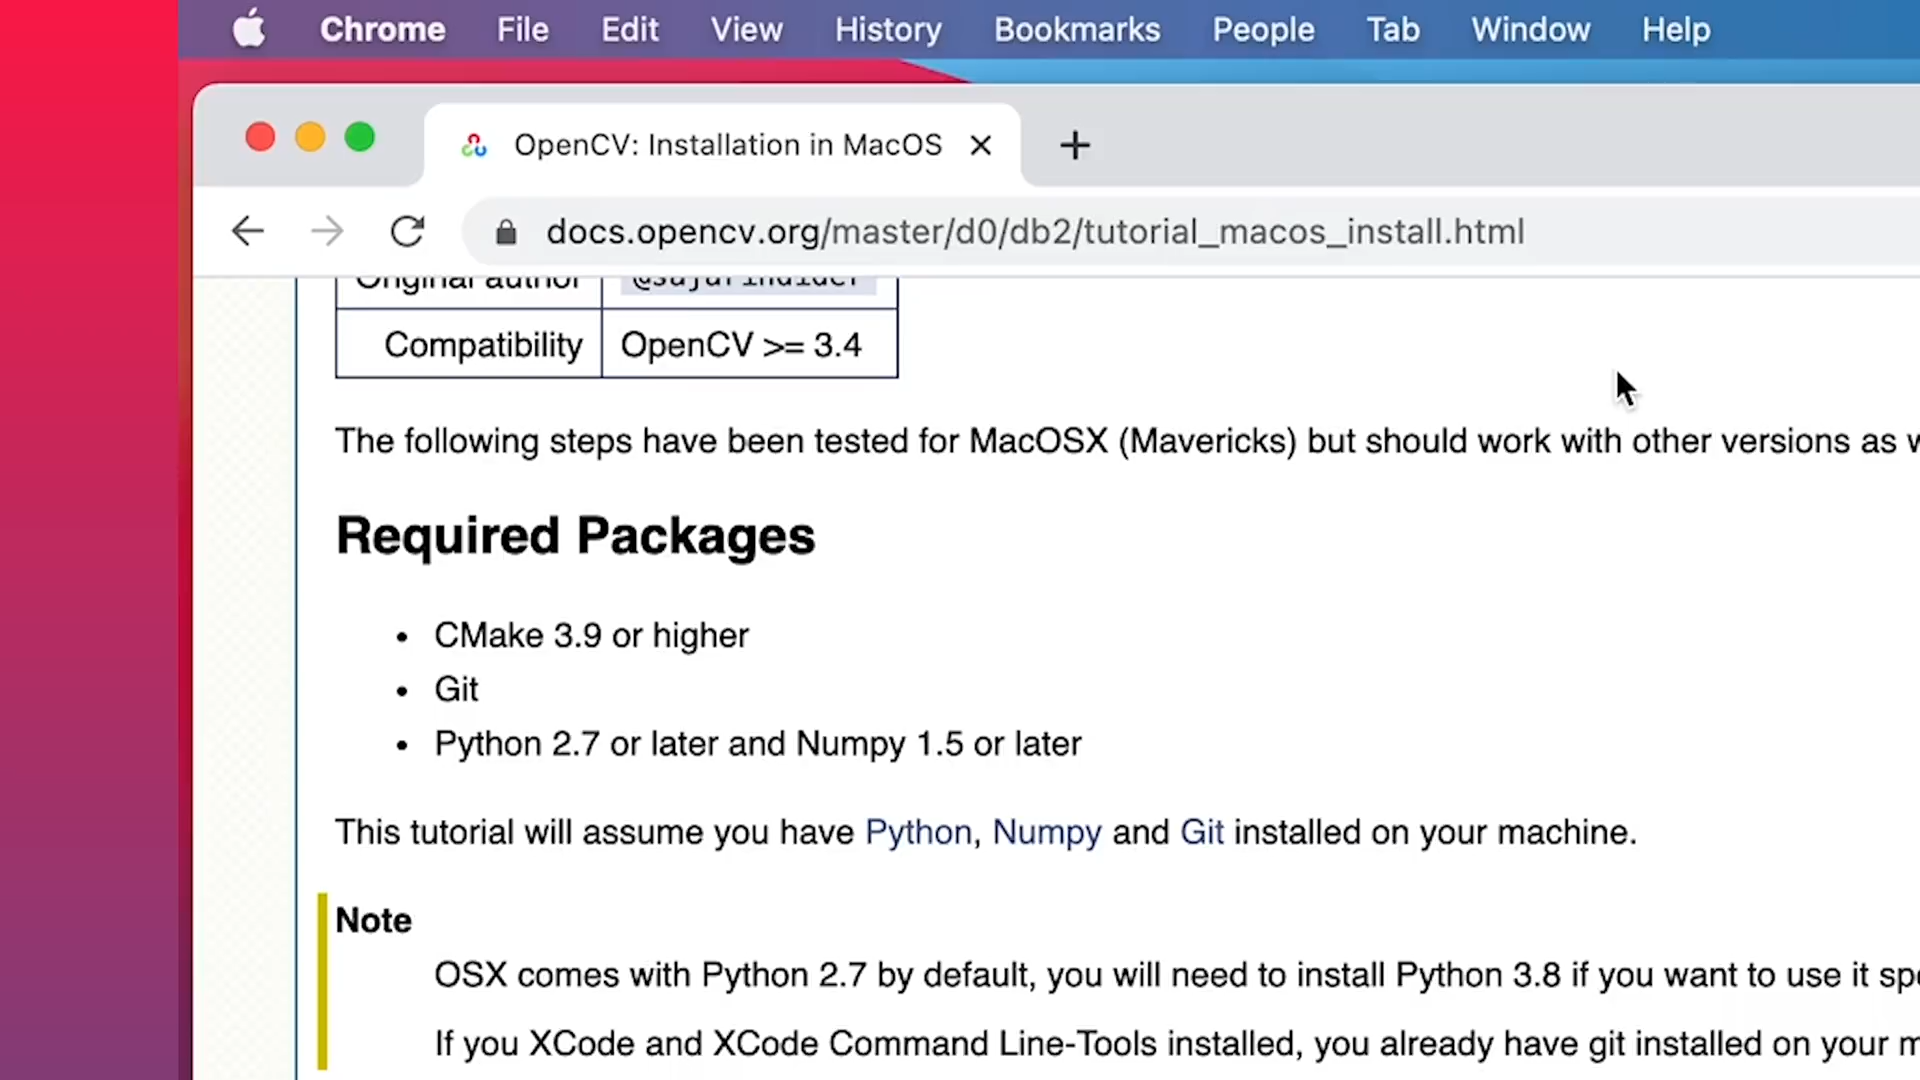 Chrome File Edit View History Bookmarks People Tab Window Help
OpenCV: Installation in MacOS
docs.opencv.org/master/d0/db2/tutorial_macos_install.html
Original author
Compatibility OpenCV >= 3.4
The following steps have been tested for MacOSX (Mavericks) but should work with other versions as
Required Packages
• CMake 3.9 or higher
• Git
• Python 2.7 or later and Numpy 1.5 or later
This tutorial will assume you have Python, Numpy and Git installed on your machine.
Note
OSX comes with Python 2.7 by default, you will need to install Python 3.8 if you want to use it
If you XCode and XCode Command Line-Tools installed, you already have git installed on your